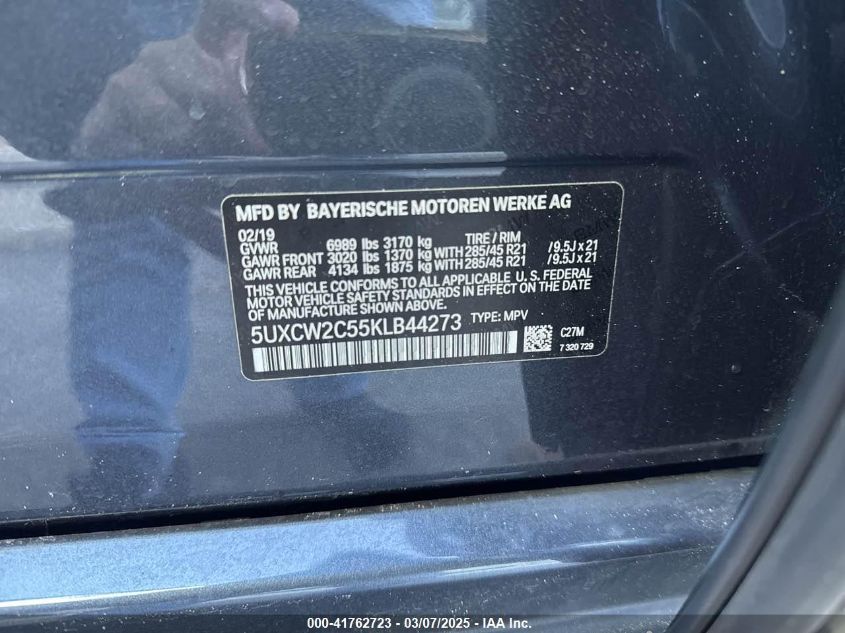 MFD BY BAYERISCHE MOTOREN WERKE AG
02/19
GVWR 6989 lbs 3170 kg TIRE / RIM
GAWR FRONT 3020 lbs 1370 kg WITH 285/45 R21 /9.5J x 21
GAWR REAR 4134 lbs 1875 kg WITH 285/45 R21 /9.5J x 21
THIS VEHICLE CONFORMS TO ALL APPLICABLE U. S. FEDERAL
MOTOR VEHICLE SAFETY STANDARDS IN EFFECT ON THE DATE
OF MANUFACTURE SHOWN ABOVE.
5UXCW2C55KLB44273 TYPE: MPV
C27M
7 320 729
000-41762723 - 03/07/2025 - IAA Inc.